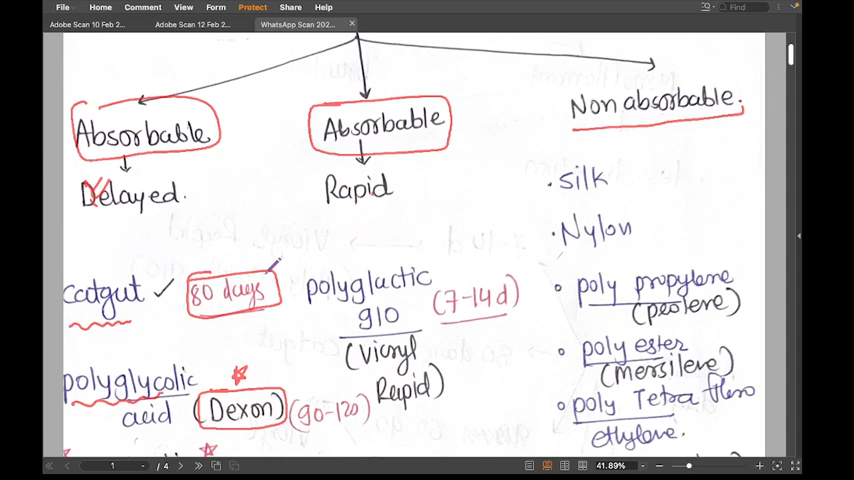 File Home Comment View Form Protect Share Help Find
Adobe Scan 10 Feb 2... Adobe Scan 12 Feb 2... WhatsApp Scan 202...
Absorbable
Delayed.
catgut ✓ 80 days
polyglycolic
acid (Dexon) (90-120)
Absorbable
Rapid
polyglactic
910 (7-14d)
(Vicryl
Rapid)
Non absorbable.
• silk
• Nylon
• poly propylene
(prolene)
• poly ester
(mersilene)
• poly Tetra
ethylene.
1 / 4 41.89%